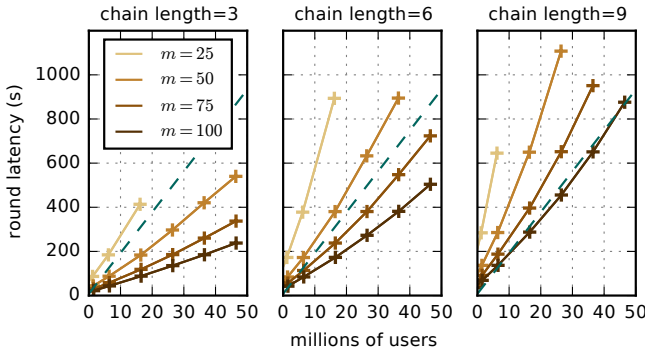 chain length=3
chain length=6
chain length=9
round latency (s)
1000
800
600
400
200
0
m = 25
m = 50
m = 75
m = 100
0 10 20 30 40 50
0 10 20 30 40 50
0 10 20 30 40 50
millions of users